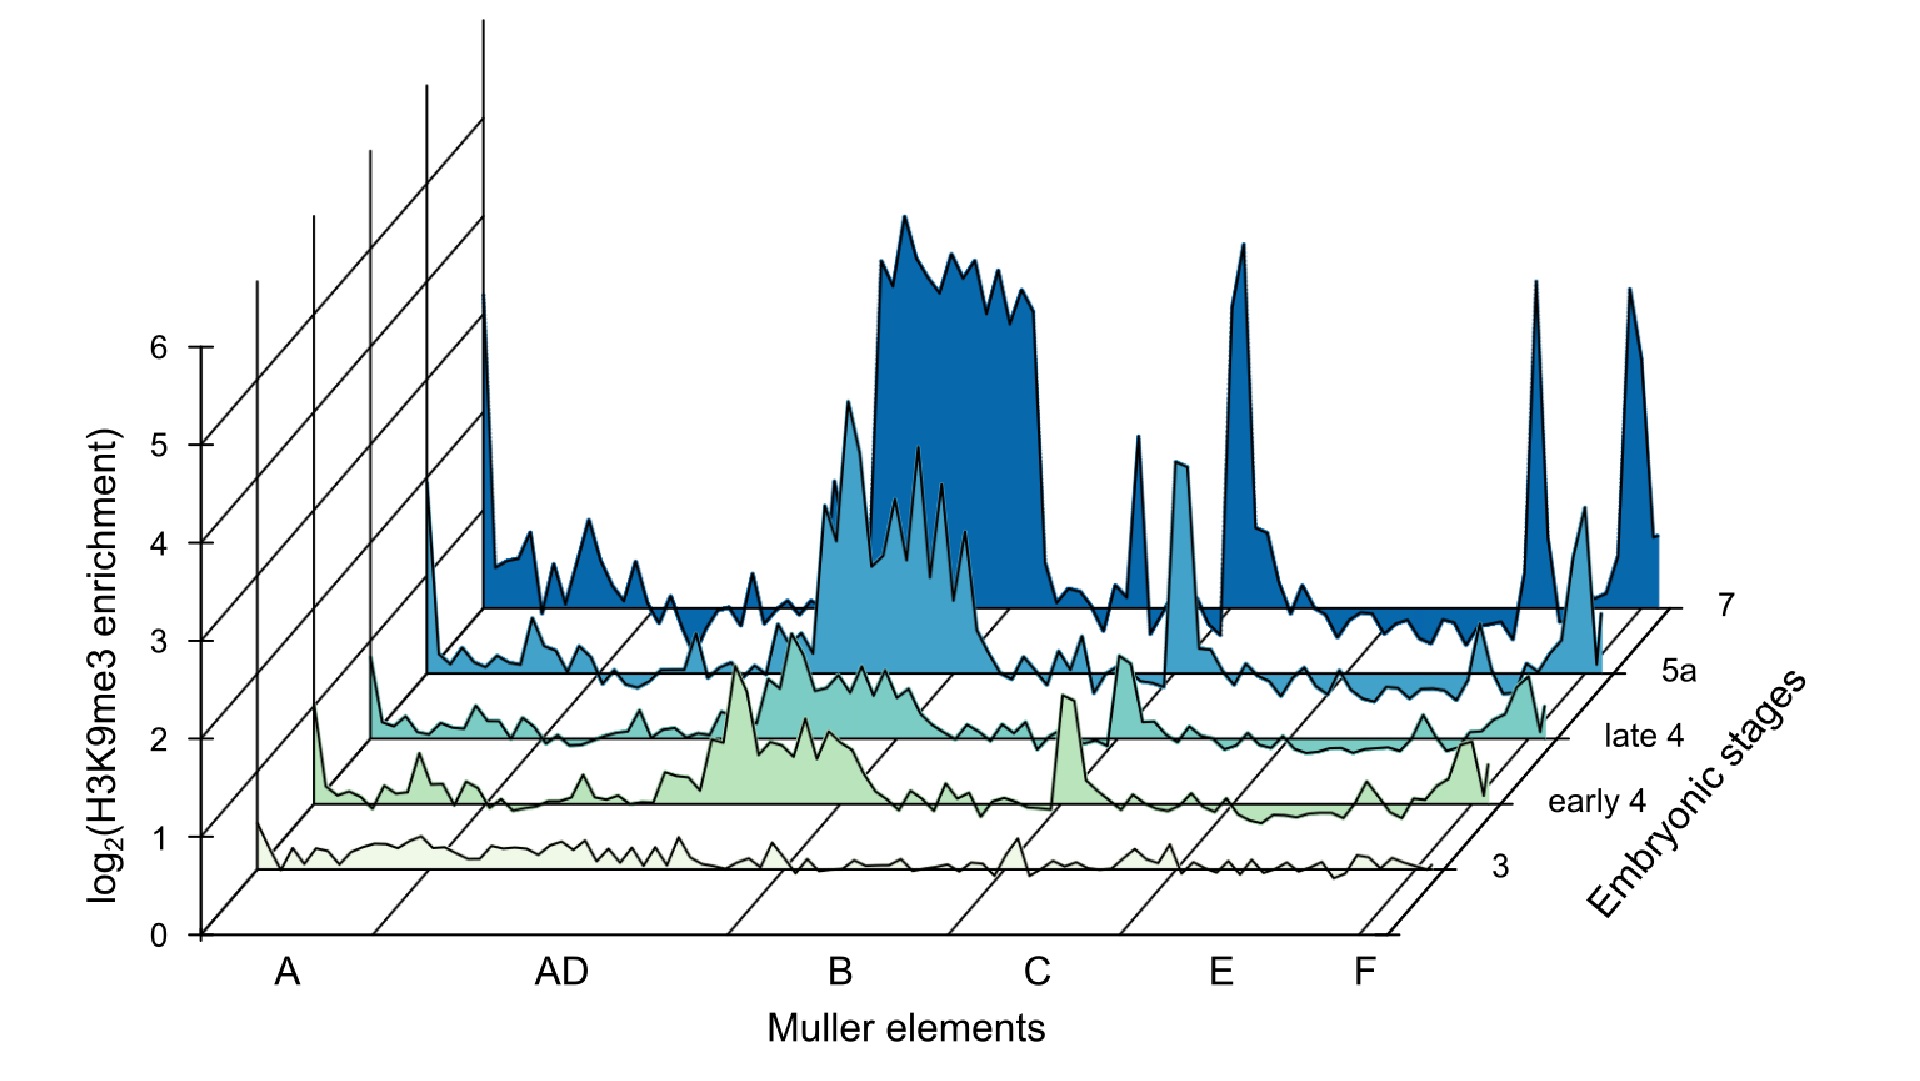 6
5
4
3
2
1
0
log₂(H3K9me3 enrichment)
7
5a
late 4
early 4
3
Embryonic stages
A AD B C E F
Muller elements